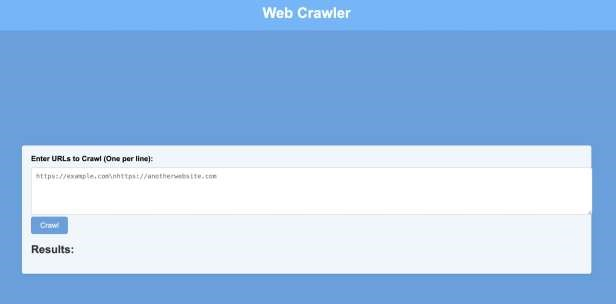 Web Crawler
Enter URLs to Crawl (One per line):
https://example.com\nhttps://anotherwebsite.com
Crawl
Results: